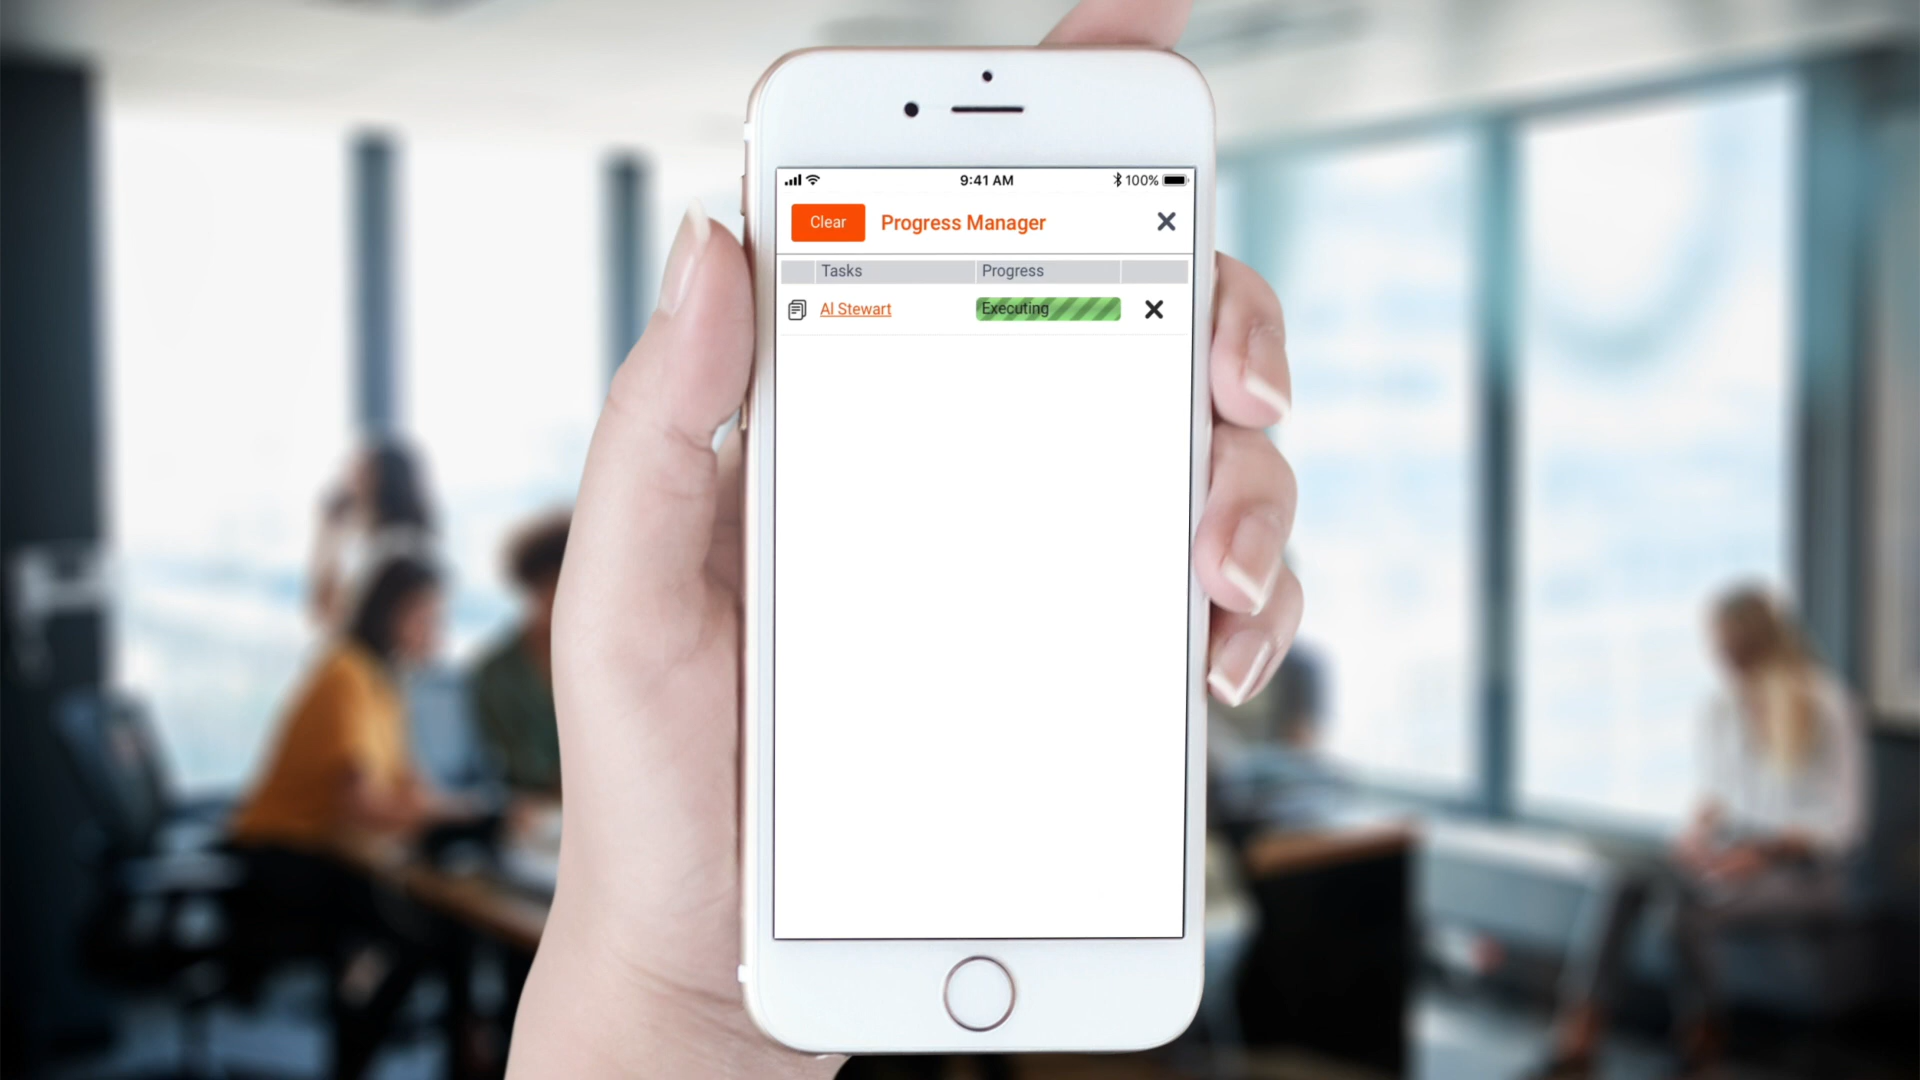 9:41 AM 100%
Clear Progress Manager
Tasks Progress
Al Stewart Executing